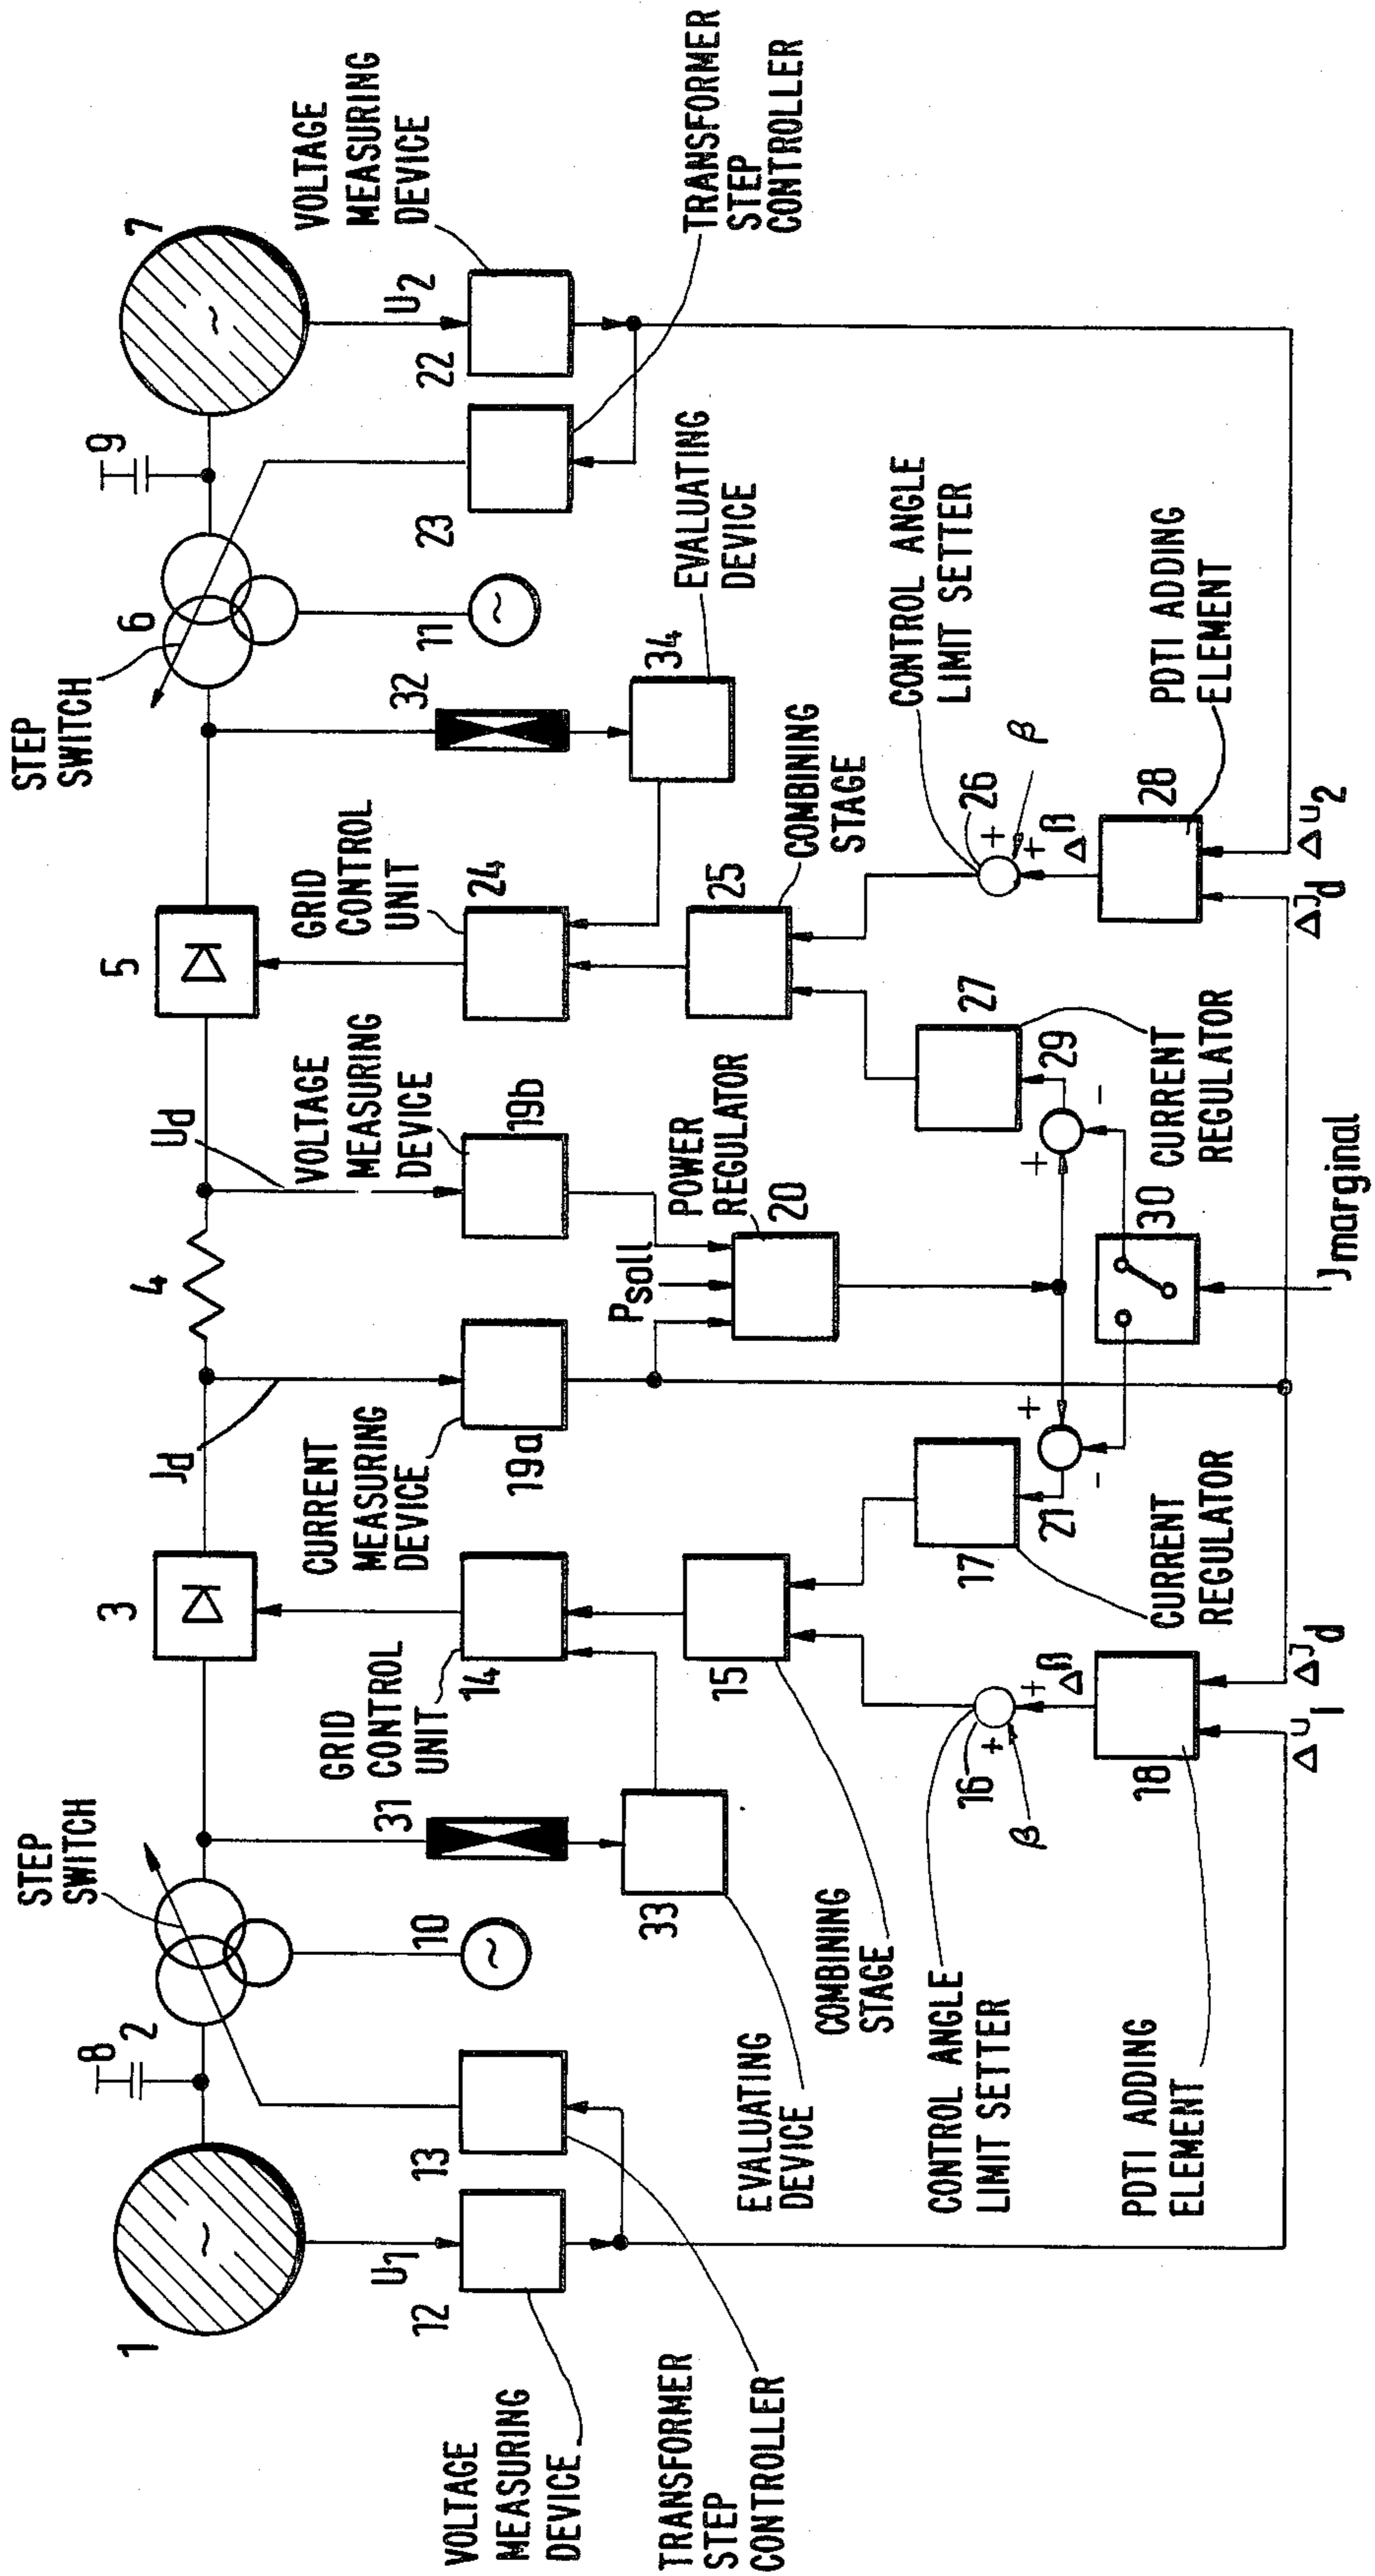 STEP
SWITCH
STEP
SWITCH
1
8
2
3
Jd
4
Ud
5
6
9
7
U1
12
13
10
31
GRID
CONTROL
UNIT
14
CURRENT
MEASURING
DEVICE
19a
VOLTAGE
MEASURING
DEVICE
19b
GRID
CONTROL
UNIT
24
32
11
23
22
U2
VOLTAGE
MEASURING
DEVICE
VOLTAGE
MEASURING
DEVICE
TRANSFORMER
STEP
CONTROLLER
EVALUATING
DEVICE
33
15
COMBINING
STAGE
Psoll
POWER
REGULATOR
20
25
COMBINING
STAGE
34
EVALUATING
DEVICE
TRANSFORMER
STEP
CONTROLLER
CONTROL ANGLE
LIMIT SETTER
16
+
+
β
Δβ
17
21
+
-
CURRENT
REGULATOR
27
29
+
-
CURRENT
REGULATOR
CONTROL ANGLE
LIMIT SETTER
26
+
+
β
Δβ
PDTI ADDING
ELEMENT
18
30
28
PDTI ADDING
ELEMENT
ΔU1
ΔJd
Jmarginal
ΔJd
ΔU2